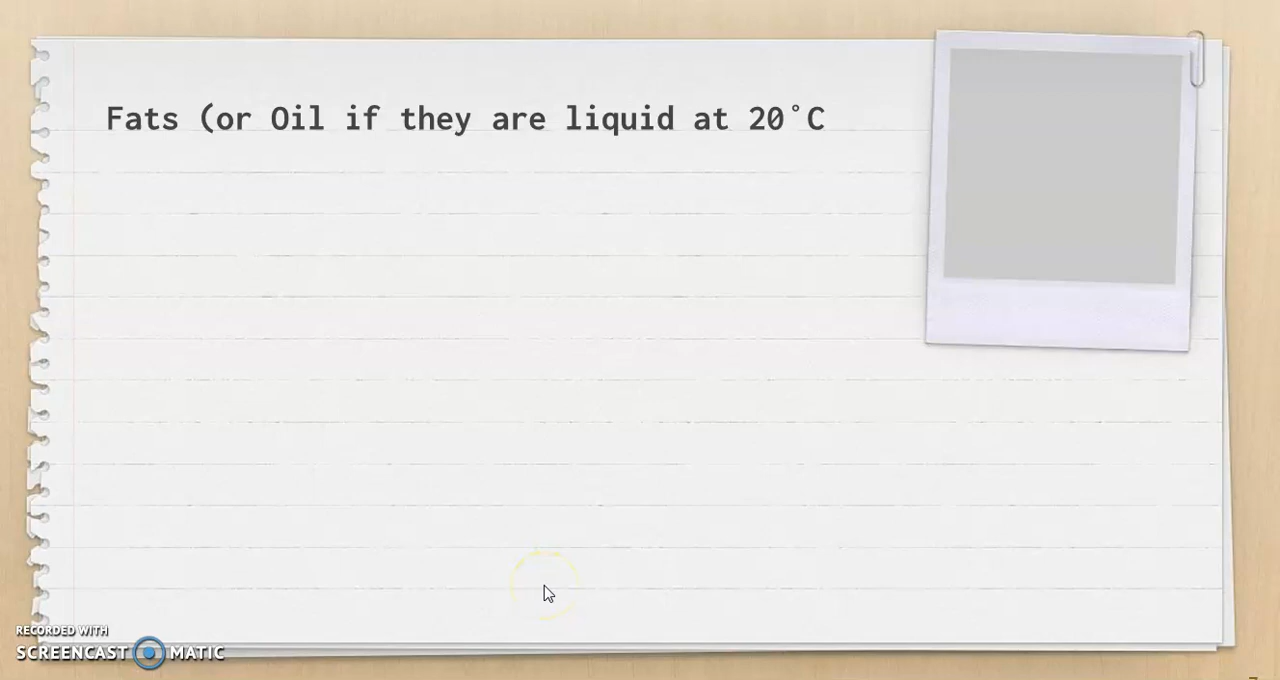 Fats (or Oil if they are liquid at 20°C
RECORDED WITH
SCREENCAST MATIC